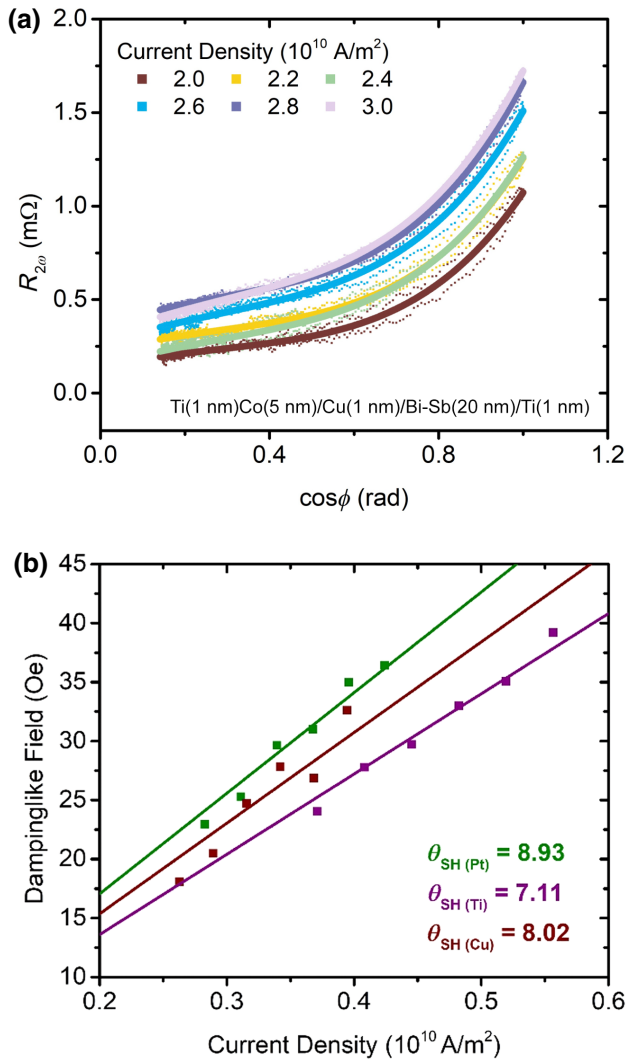 (a)
2.0
Current Density (10¹⁰ A/m²)
2.0 2.2 2.4
2.6 2.8 3.0
1.5
1.0
0.5
0.0
R2ω (mΩ)
Ti(1 nm)Co(5 nm)/Cu(1 nm)/Bi-Sb(20 nm)/Ti(1 nm)
0.0 0.4 0.8 1.2
cosϕ (rad)
(b)
45
40
35
30
25
20
15
10
Dampinglike Field (Oe)
θSH (Pt) = 8.93
θSH (Ti) = 7.11
θSH (Cu) = 8.02
0.2 0.3 0.4 0.5 0.6
Current Density (10¹⁰ A/m²)